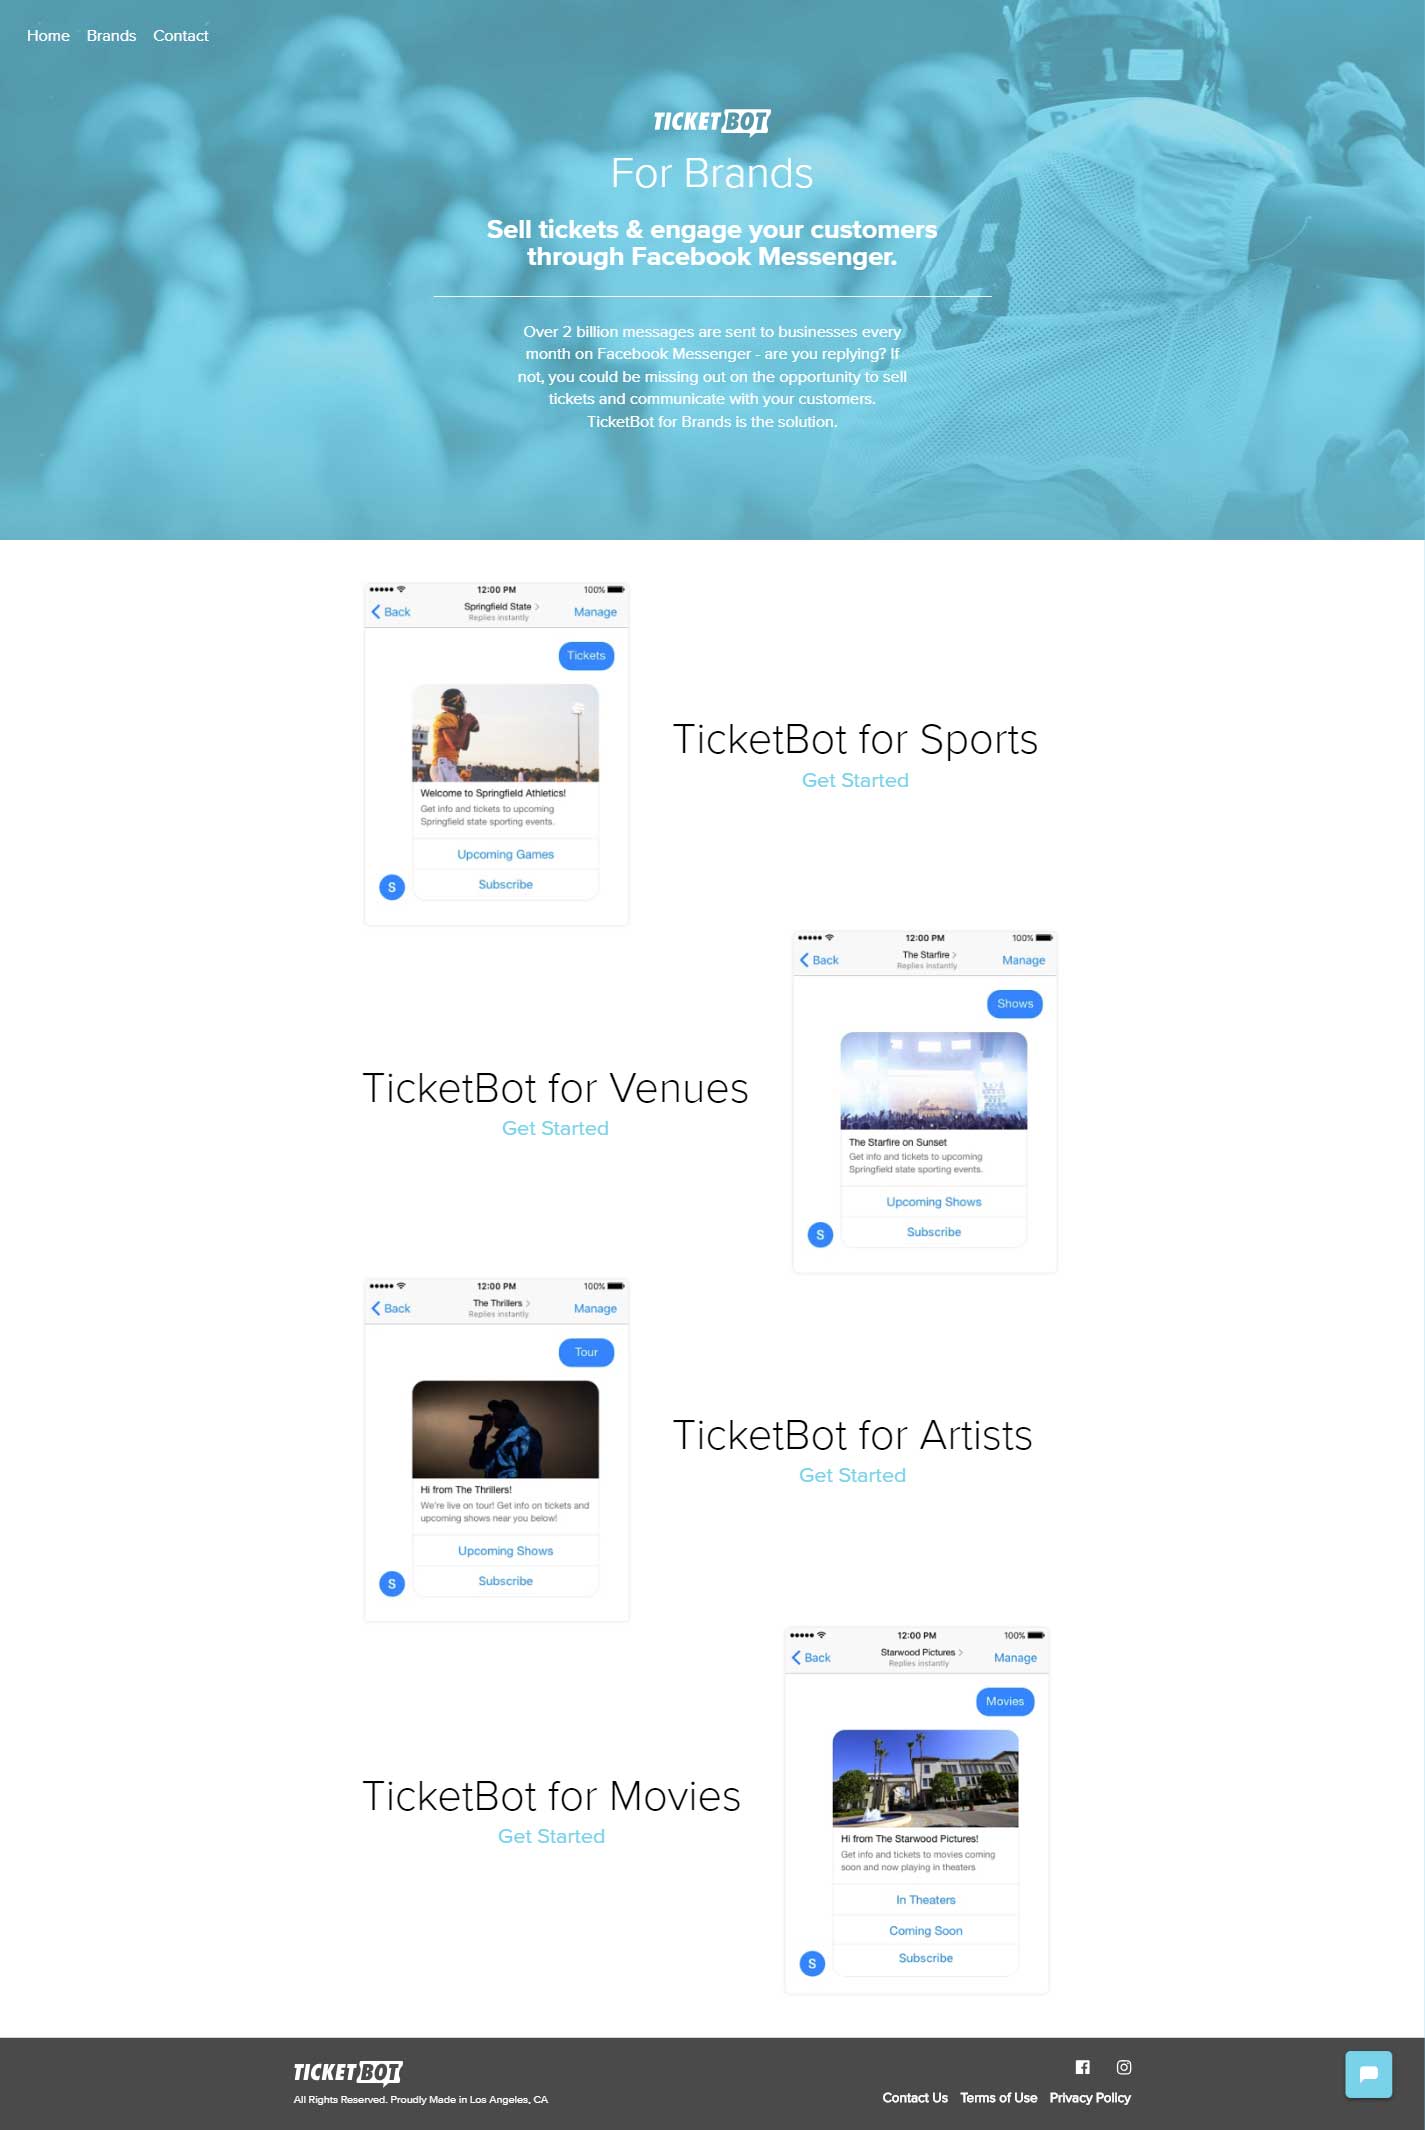 Home Brands Contact
TICKETBOT
For Brands
Sell tickets & engage your customers
through Facebook Messenger.
Over 2 billion messages are sent to businesses every
month on Facebook Messenger - are you replying? If
not, you could be missing out on the opportunity to sell
tickets and communicate with your customers.
TicketBot for Brands is the solution.
12:00 PM 100%
Back Springfield State Manage
Replies instantly
Tickets
Welcome to Springfield Athletics!
Get info and tickets to upcoming
Springfield state sporting events.
Upcoming Games
Subscribe
S
TicketBot for Sports
Get Started
TicketBot for Venues
Get Started
12:00 PM 100%
Back The Starfire Manage
Replies instantly
Shows
The Starfire on Sunset
Get info and tickets to upcoming
Springfield state sporting events.
Upcoming Shows
Subscribe
S
12:00 PM 100%
Back The Thrillers Manage
Replies instantly
Tour
Hi from The Thrillers!
We're live on tour! Get info on tickets and
upcoming shows near you below!
Upcoming Shows
Subscribe
S
TicketBot for Artists
Get Started
TicketBot for Movies
Get Started
12:00 PM 100%
Back Starwood Pictures Manage
Replies instantly
Movies
Hi from The Starwood Pictures!
Get info and tickets to movies coming
soon and now playing in theaters
In Theaters
Coming Soon
Subscribe
S
TICKETBOT
All Rights Reserved. Proudly Made in Los Angeles, CA
Contact Us Terms of Use Privacy Policy